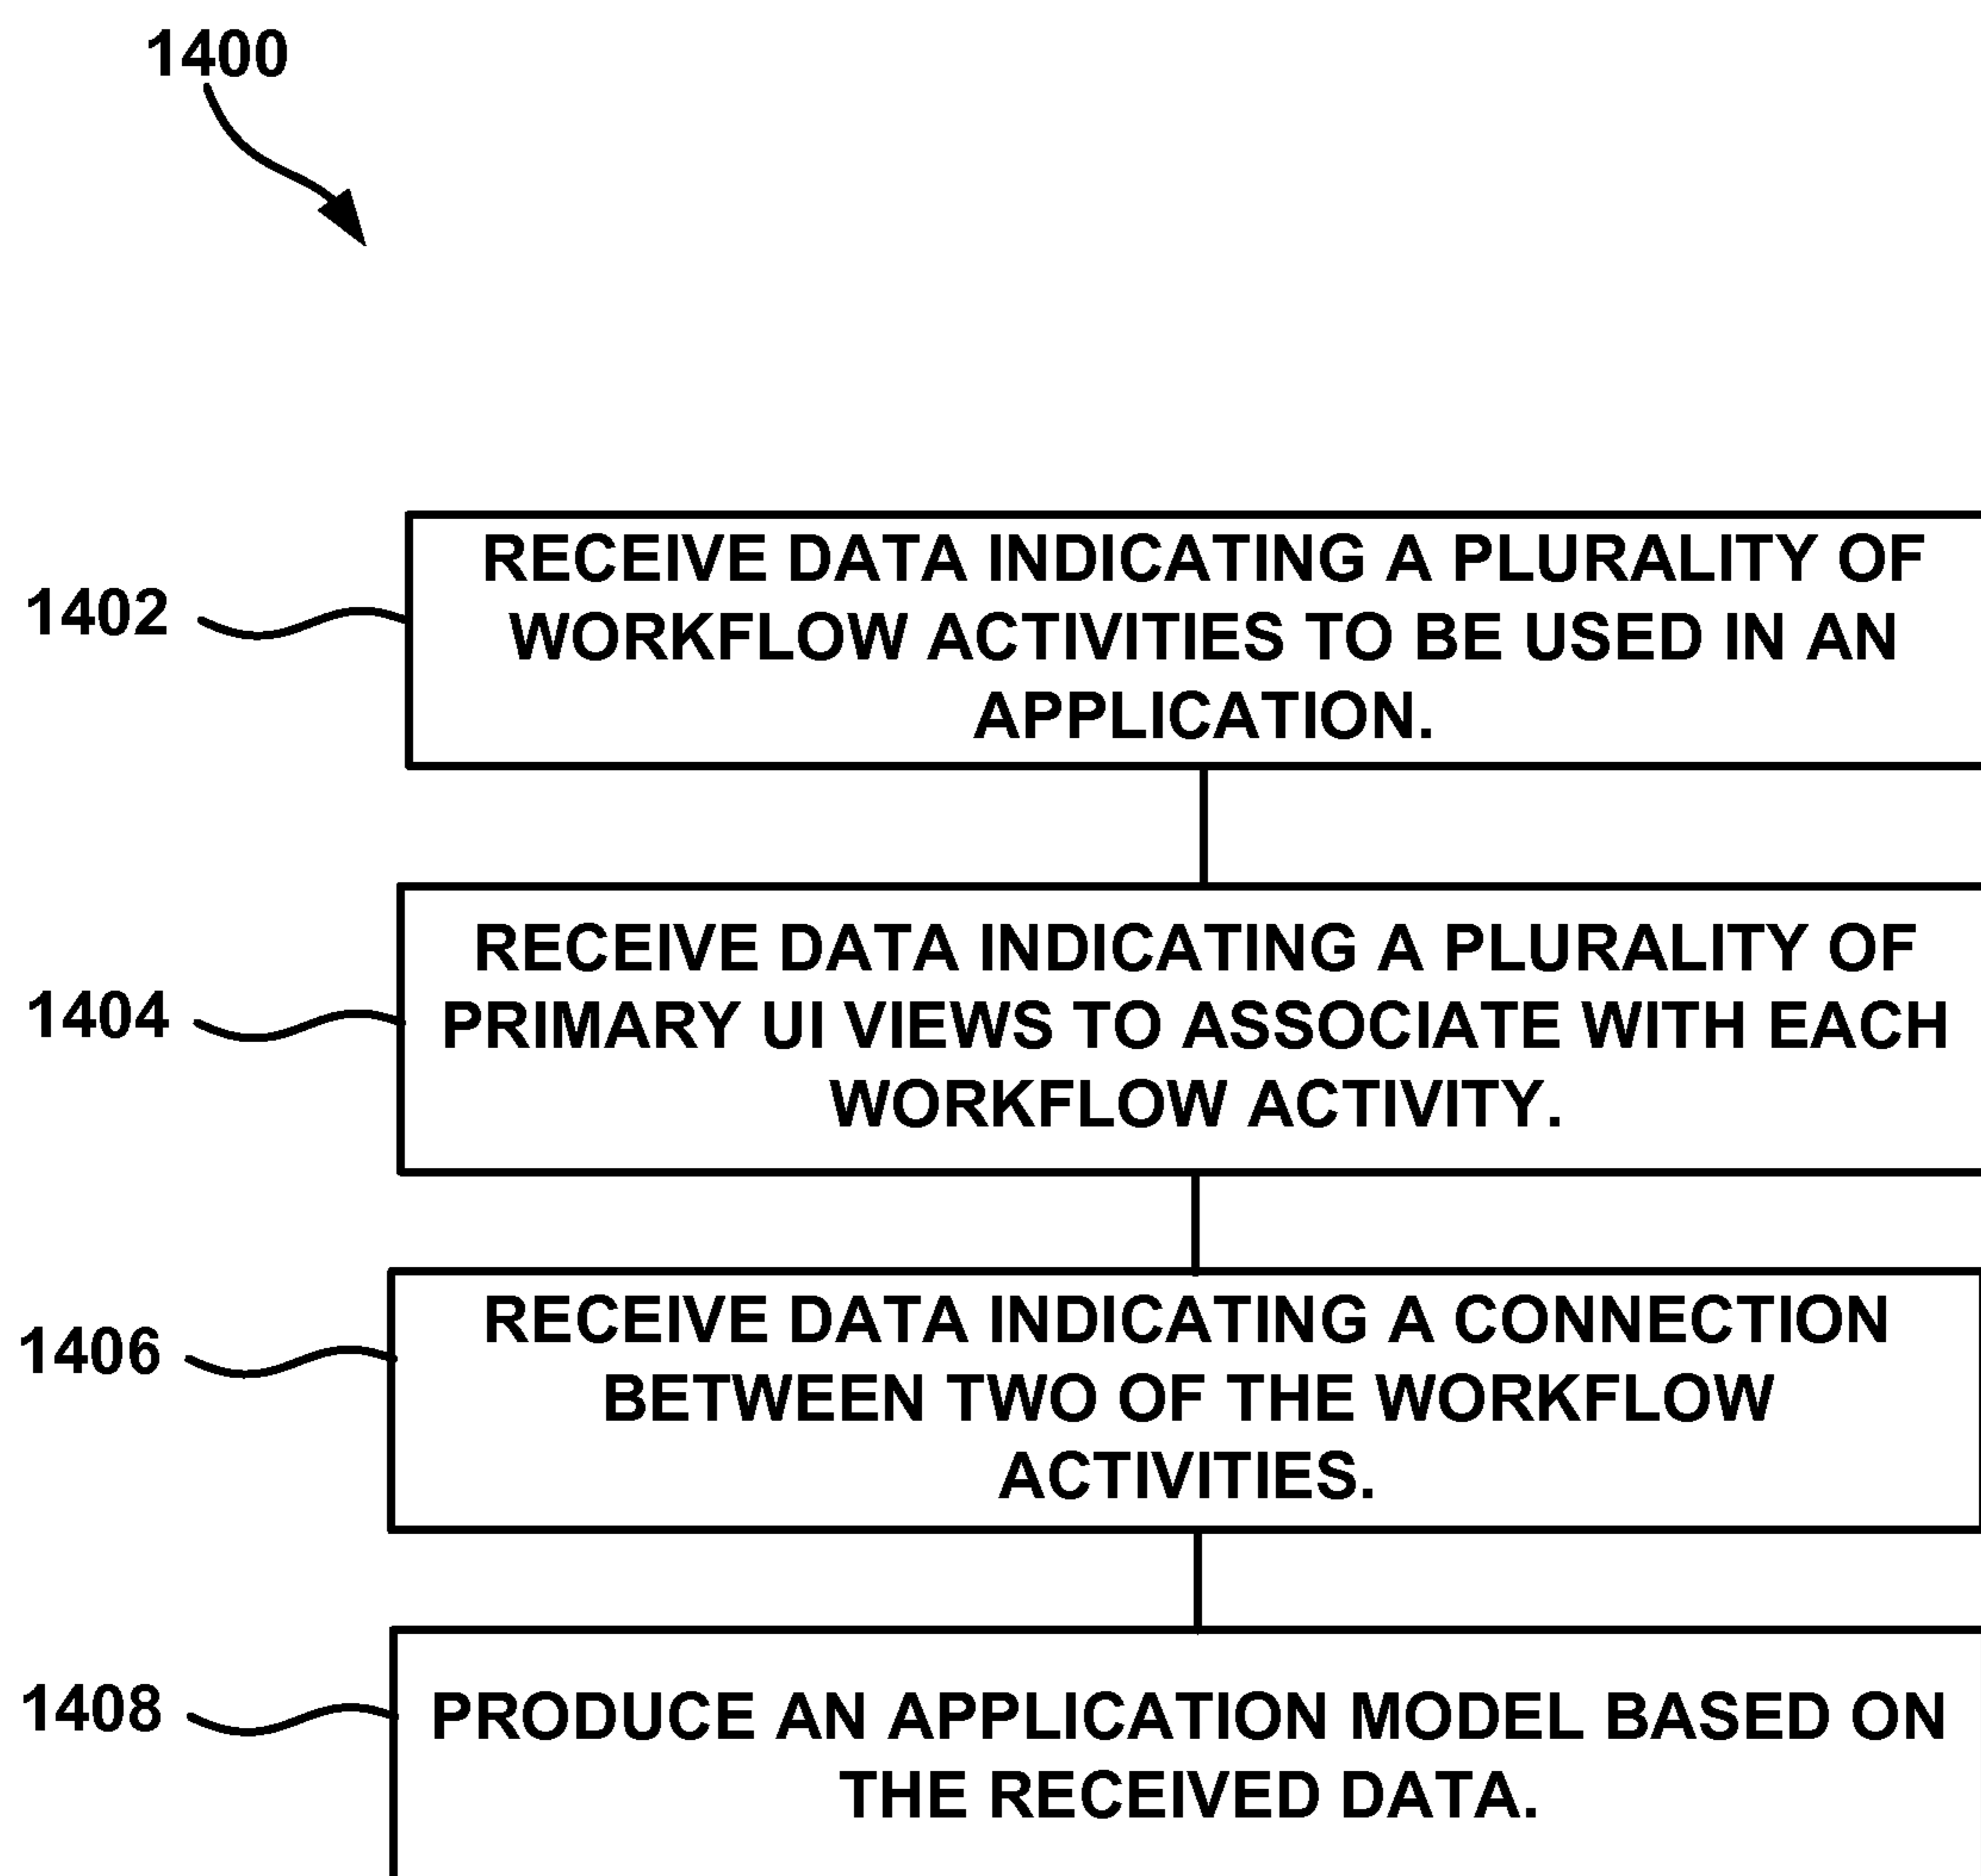 1400
1402
RECEIVE DATA INDICATING A PLURALITY OF
WORKFLOW ACTIVITIES TO BE USED IN AN
APPLICATION.
1404
RECEIVE DATA INDICATING A PLURALITY OF
PRIMARY UI VIEWS TO ASSOCIATE WITH EACH
WORKFLOW ACTIVITY.
1406
RECEIVE DATA INDICATING A CONNECTION
BETWEEN TWO OF THE WORKFLOW
ACTIVITIES.
1408
PRODUCE AN APPLICATION MODEL BASED ON
THE RECEIVED DATA.